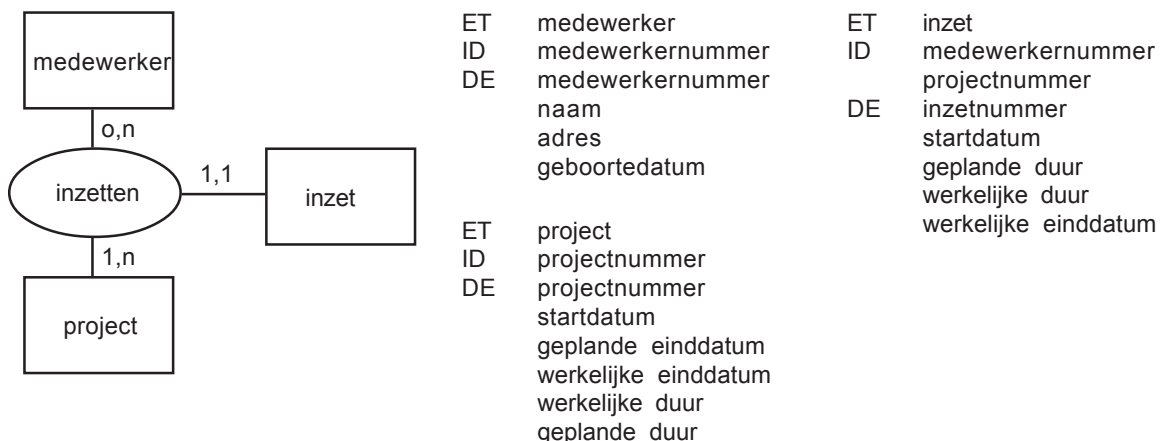 medewerker
o,n
inzetten
1,1
inzet
1,n
project
ET medewerker
ID medewerkernummer
DE medewerkernummer
naam
adres
geboortedatum
ET project
ID projectnummer
DE projectnummer
startdatum
geplande einddatum
werkelijke einddatum
werkelijke duur
geplande duur
ET inzet
ID medewerkernummer
projectnummer
DE inzetnummer
startdatum
geplande duur
werkelijke duur
werkelijke einddatum